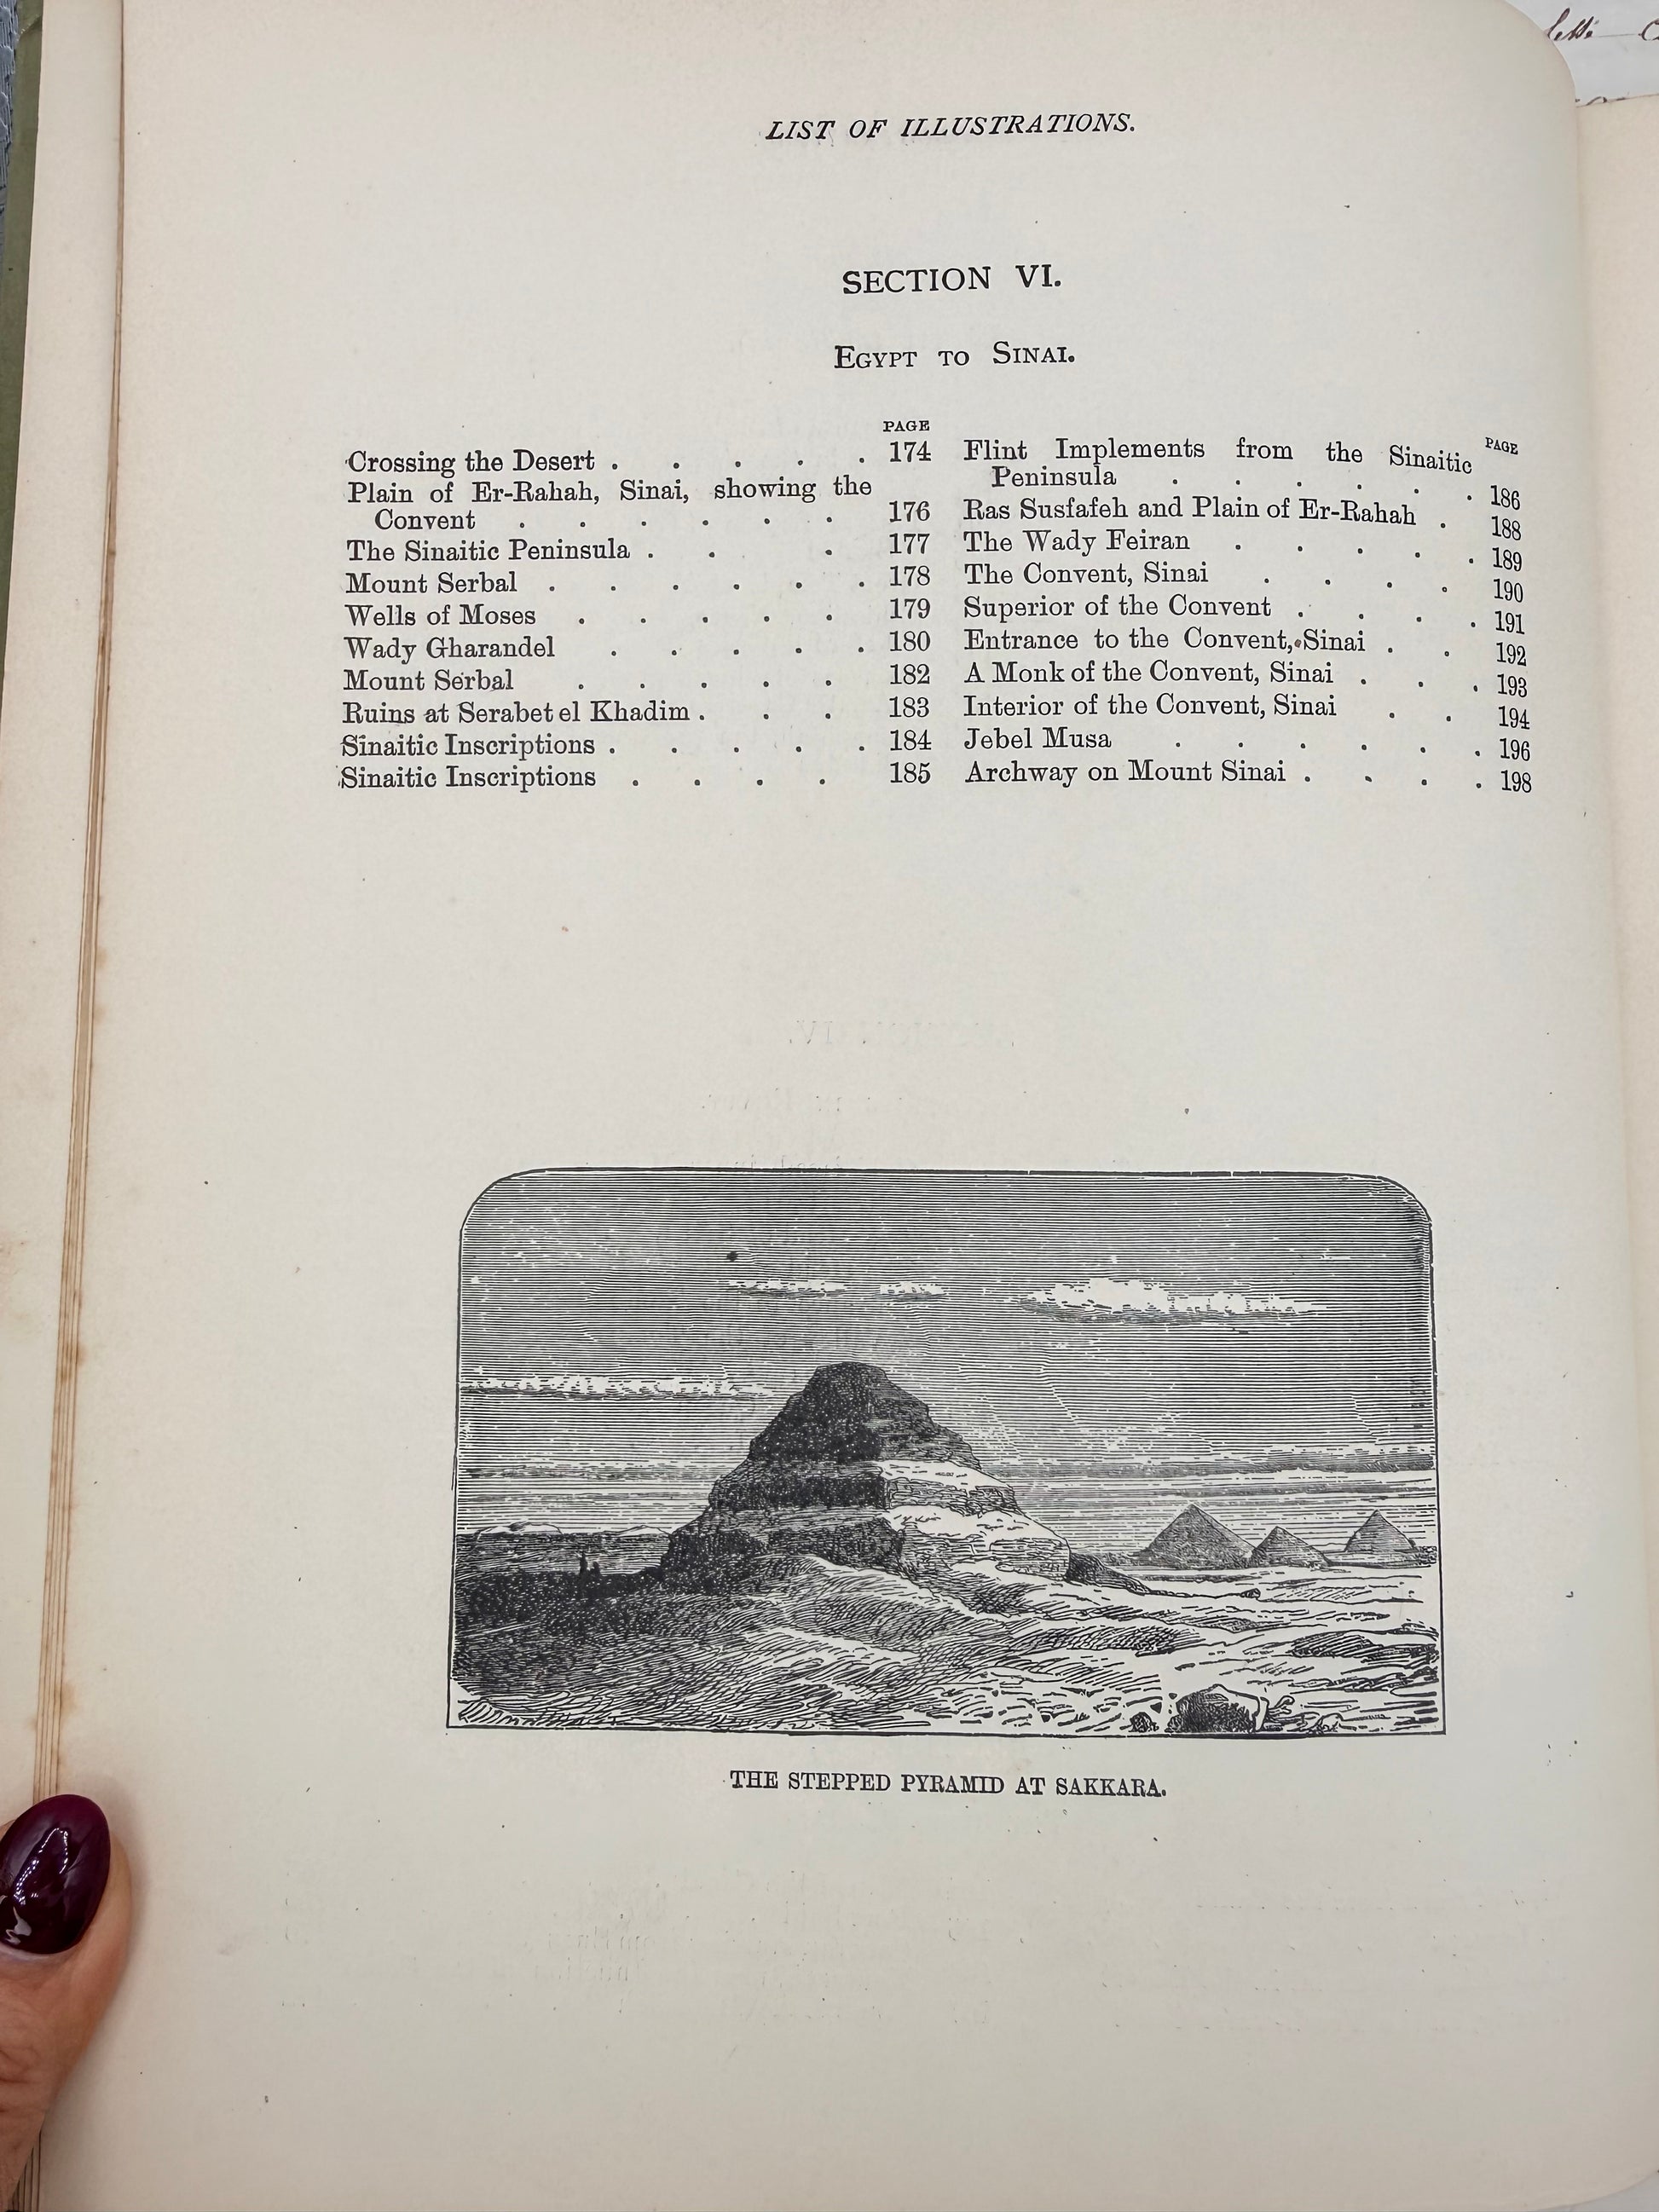 LIST OF ILLUSTRATIONS.
SECTION VI.
EGYPT TO SINAI.
PAGE
Crossing the Desert . . . . . 174
Plain of Er-Rahah, Sinai, showing the
Convent . . . . . . 176
The Sinaitic Peninsula . . . 177
Mount Serbal . . . . . . 178
Wells of Moses . . . . . 179
Wady Gharandel . . . . . 180
Mount Serbal . . . . . 182
Ruins at Serabet el Khadim . . . 183
Sinaitic Inscriptions . . . . . 184
Sinaitic Inscriptions . . . . 185
PAGE
Flint Implements from the Sinaitic
Peninsula . . . . . . 186
Ras Susfafeh and Plain of Er-Rahah . 188
The Wady Feiran . . . . . 189
The Convent, Sinai . . . . 190
Superior of the Convent . . . . 191
Entrance to the Convent, Sinai . . 192
A Monk of the Convent, Sinai . . . 193
Interior of the Convent, Sinai . . 194
Jebel Musa . . . . . . 196
Archway on Mount Sinai . . . . 198
THE STEPPED PYRAMID AT SAKKARA.